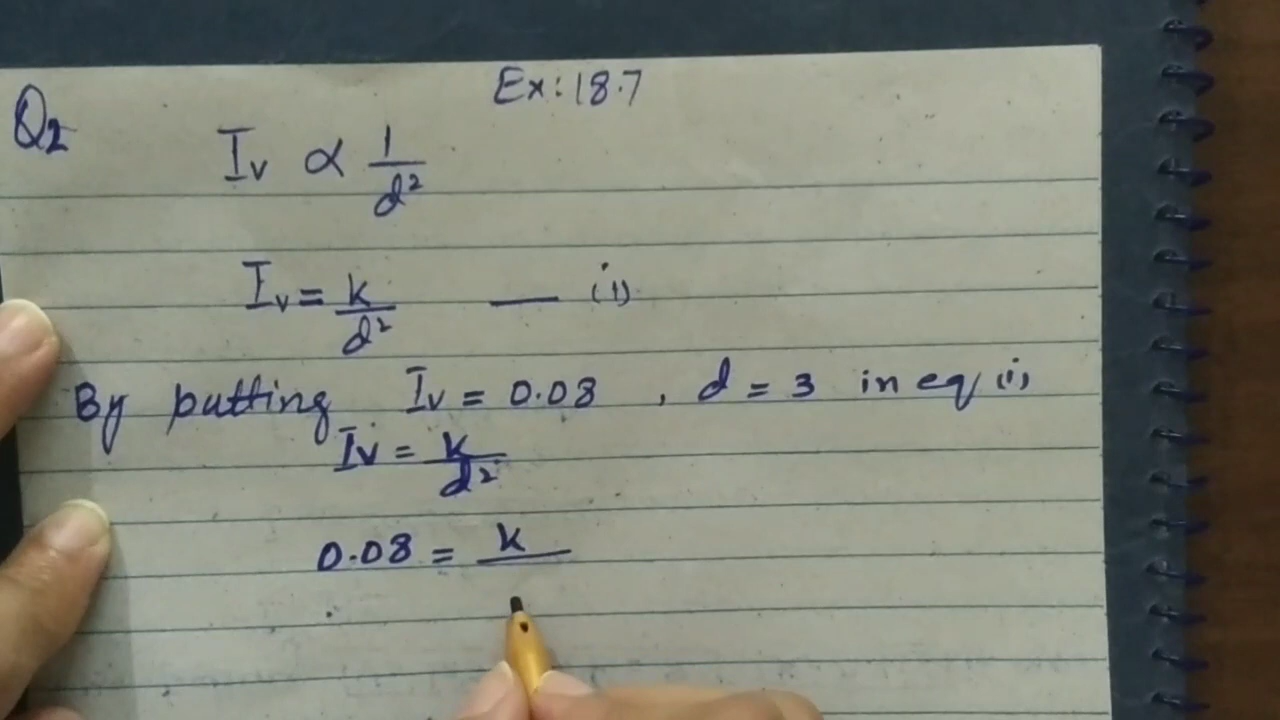 Ex: 18.7
Q2
Iv ∝ 1/d²
Iv = k/d² — (i)
By putting Iv = 0.08 , d = 3 in eq (i)
Iv = k/d²
0.08 = k/